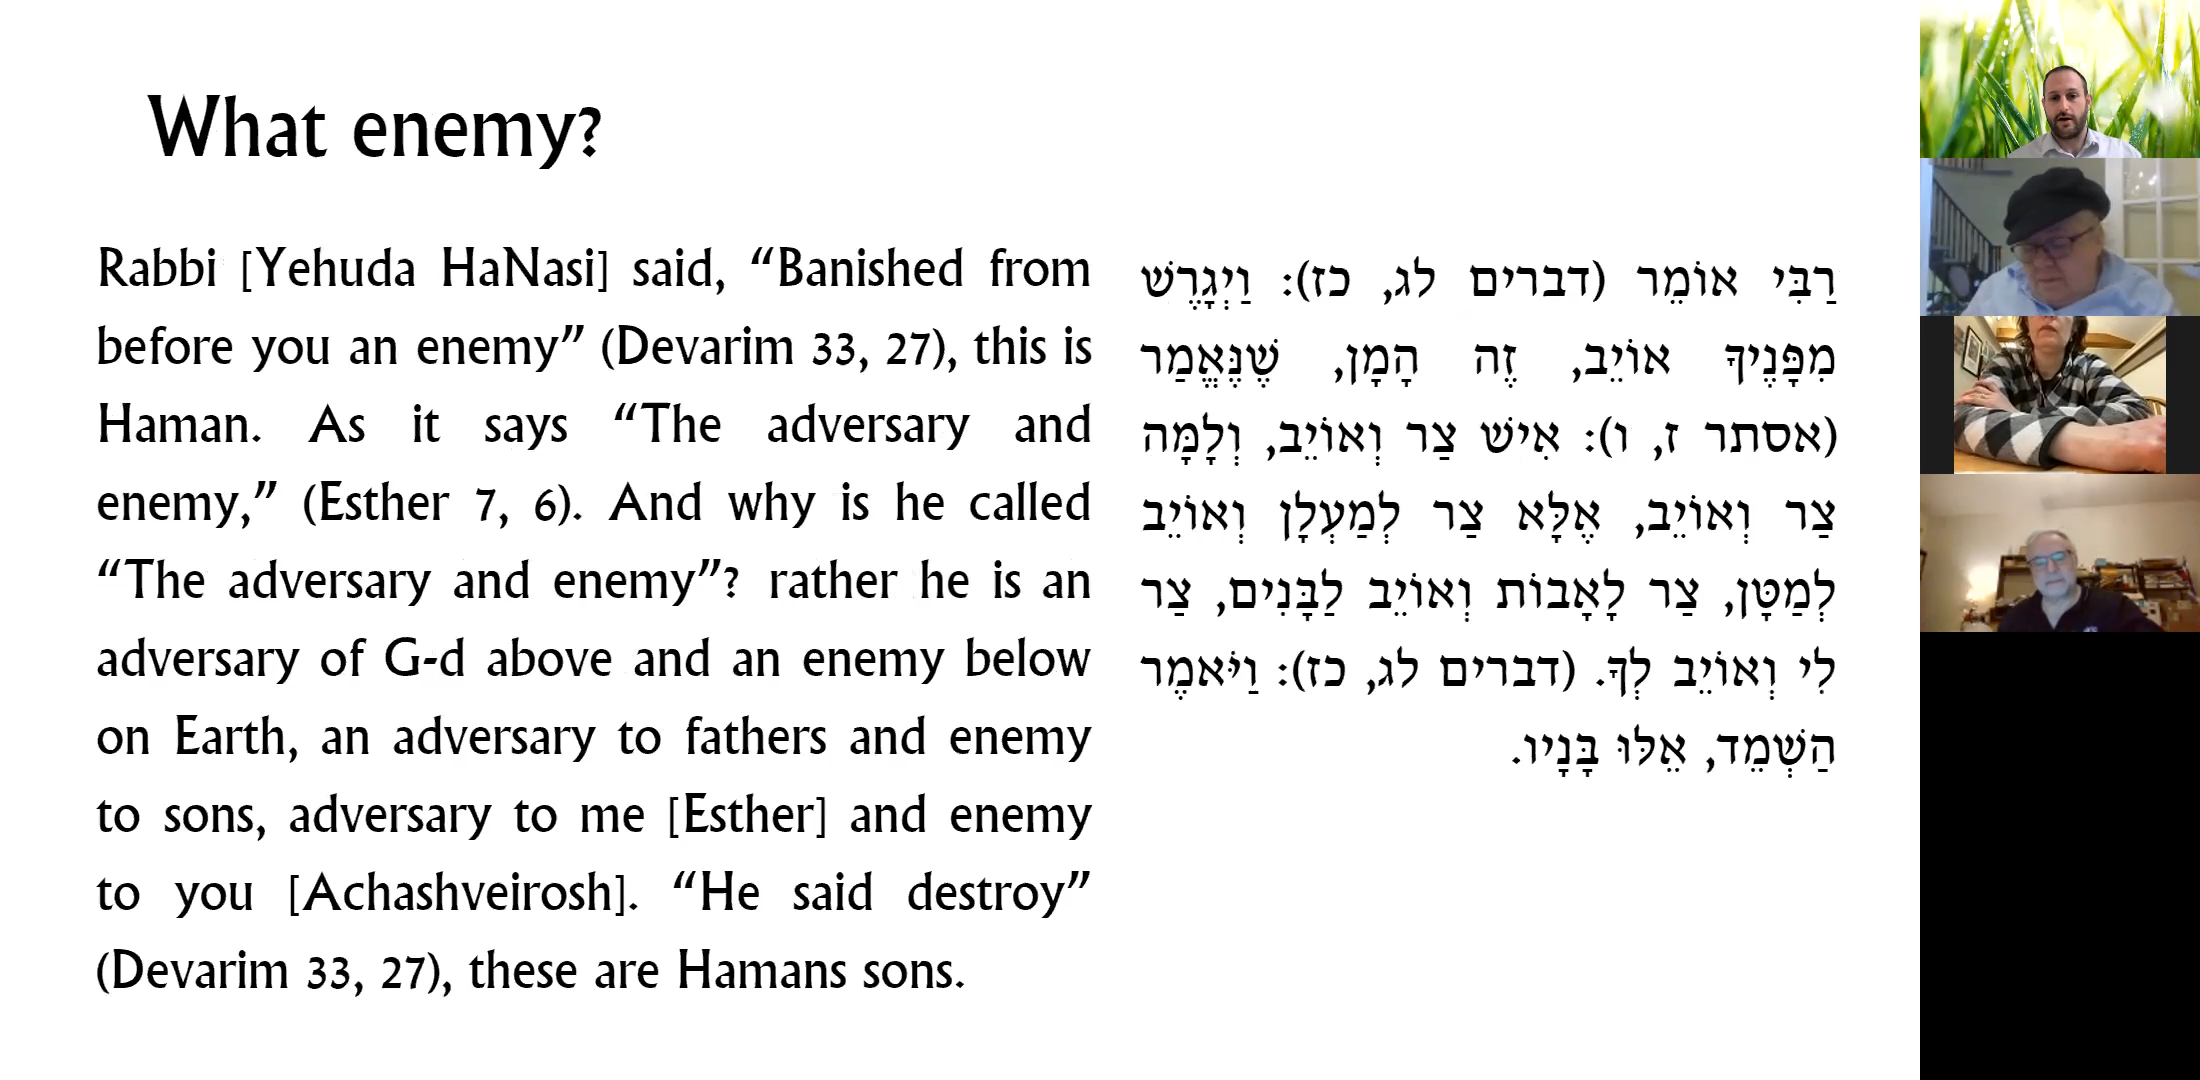 What enemy?
Rabbi [Yehuda HaNasi] said, “Banished from
before you an enemy” (Devarim 33, 27), this is
Haman. As it says “The adversary and
enemy,” (Esther 7, 6). And why is he called
“The adversary and enemy”? rather he is an
adversary of G-d above and an enemy below
on Earth, an adversary to fathers and enemy
to sons, adversary to me [Esther] and enemy
to you [Achashveirosh]. “He said destroy”
(Devarim 33, 27), these are Hamans sons.
רַבִּי אוֹמֵר (דברים לג, כז): וַיְגָרֶשׁ
מִפָּנֶיךָ אוֹיֵב, זֶה הָמָן, שֶׁנֶּאֱמַר
(אסתר ז, ו): אִישׁ צַר וְאוֹיֵב, וְלָמָּה
צַר וְאוֹיֵב, אֶלָּא צַר לְמַעְלָן וְאוֹיֵב
לְמַטָּן, צַר לָאָבוֹת וְאוֹיֵב לַבָּנִים, צַר
לִי וְאוֹיֵב לְךָ. (דברים לג, כז): וַיֹּאמֶר
הַשְׁמֵד, אֵלּוּ בָּנָיו.